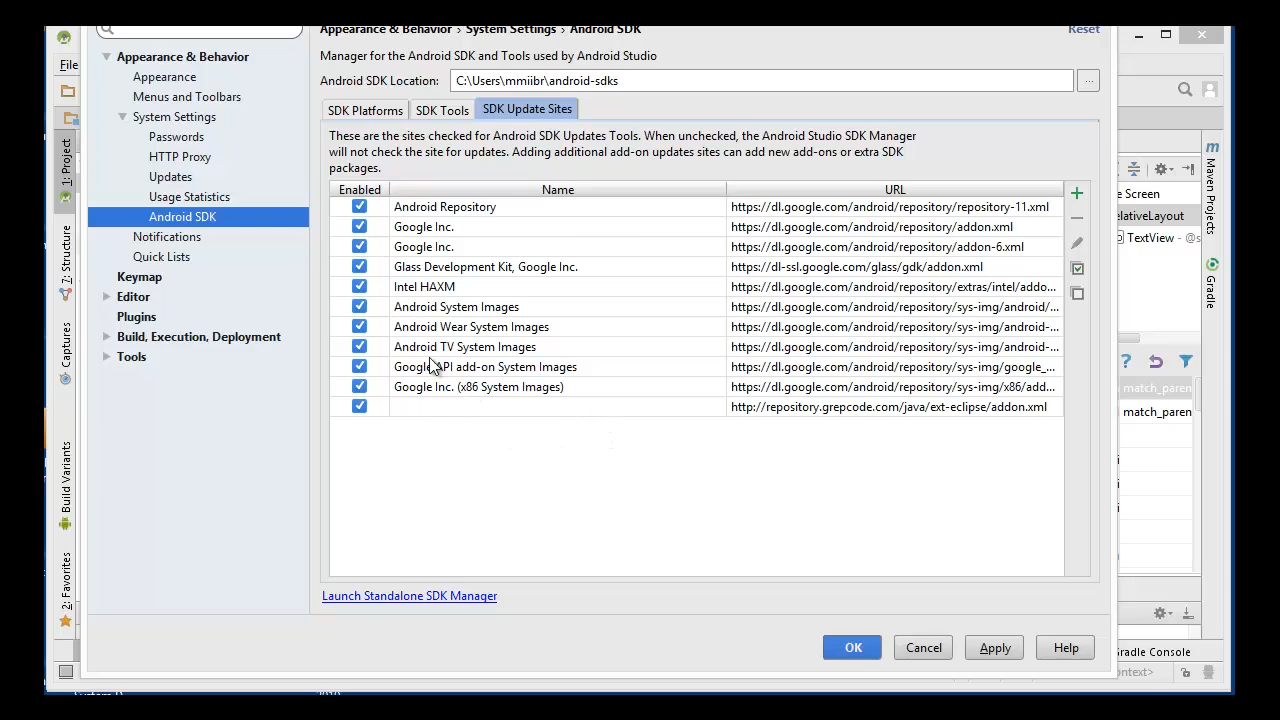 Appearance & Behavior › System Settings › Android SDK
Reset
File
Appearance & Behavior
Appearance
Menus and Toolbars
System Settings
Passwords
HTTP Proxy
Updates
Usage Statistics
Android SDK
Notifications
Quick Lists
Keymap
Editor
Plugins
Build, Execution, Deployment
Tools
Manager for the Android SDK and Tools used by Android Studio
Android SDK Location: C:\Users\mmiibr\android-sdks ...
SDK Platforms SDK Tools SDK Update Sites
These are the sites checked for Android SDK Updates Tools. When unchecked, the Android Studio SDK Manager
will not check the site for updates. Adding additional add-on updates sites can add new add-ons or extra SDK
packages.
Enabled Name URL
Android Repository https://dl.google.com/android/repository/repository-11.xml
Google Inc. https://dl.google.com/android/repository/addon.xml
Google Inc. https://dl.google.com/android/repository/addon-6.xml
Glass Development Kit, Google Inc. https://dl-ssl.google.com/glass/gdk/addon.xml
Intel HAXM https://dl.google.com/android/repository/extras/intel/addo...
Android System Images https://dl.google.com/android/repository/sys-img/android/...
Android Wear System Images https://dl.google.com/android/repository/sys-img/android-...
Android TV System Images https://dl.google.com/android/repository/sys-img/android-...
Google API add-on System Images https://dl.google.com/android/repository/sys-img/google_...
Google Inc. (x86 System Images) https://dl.google.com/android/repository/sys-img/x86/add...
http://repository.grepcode.com/java/ext-eclipse/addon.xml
Launch Standalone SDK Manager
OK Cancel Apply Help
1: Project
7: Structure
Captures
Build Variants
2: Favorites
Maven Projects
Gradle
e Screen
elativeLayout
TextView - @s
match_paren
match_paren
Gradle Console
ntext>